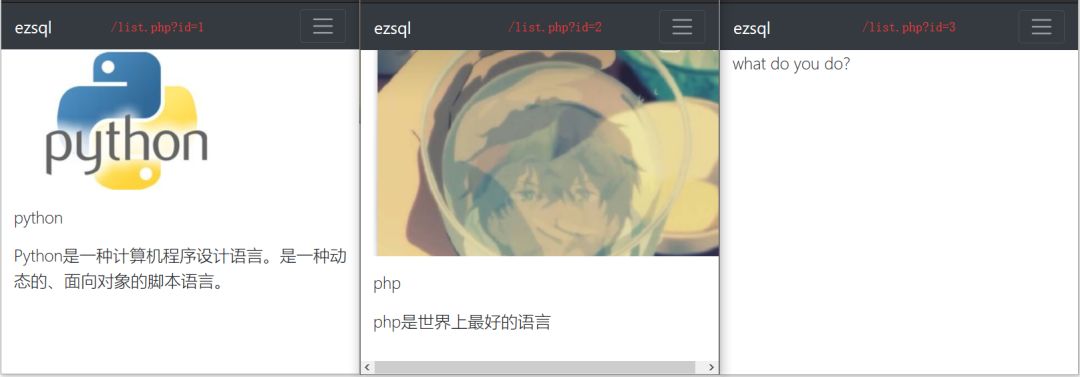 ezsql /list.php?id=1
python
python
Python是一种计算机程序设计语言。是一种动
态的、面向对象的脚本语言。
ezsql /list.php?id=2
php
php是世界上最好的语言
ezsql /list.php?id=3
what do you do?